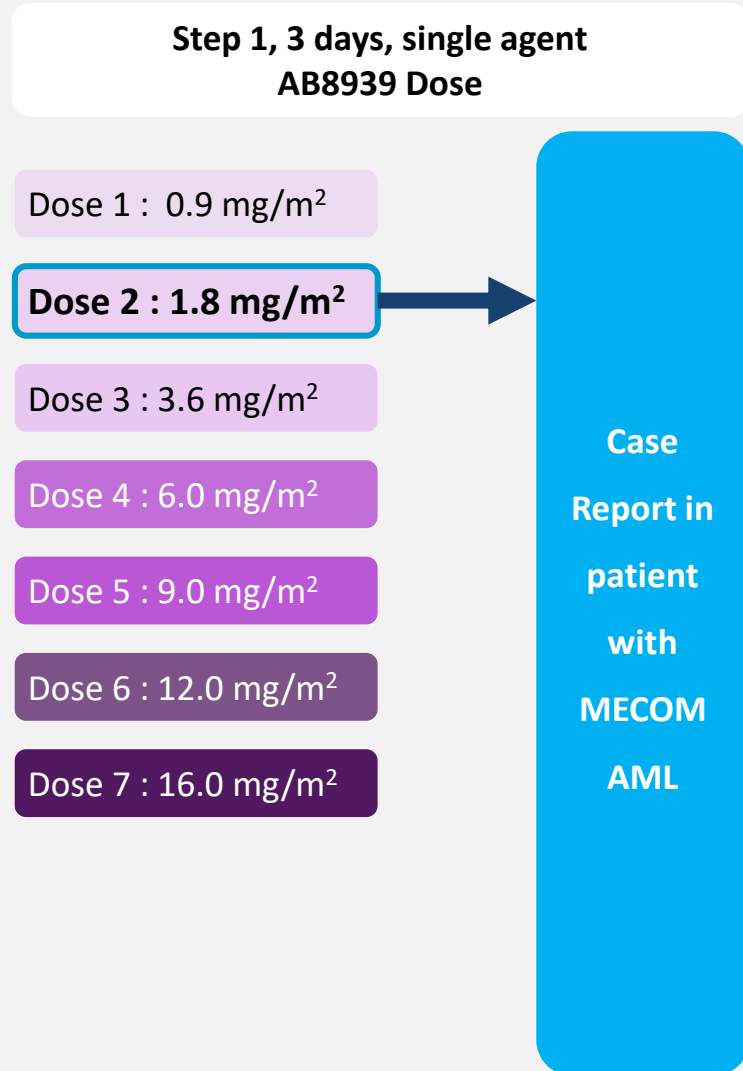 Step 1, 3 days, single agent
AB8939 Dose
Dose 1 :  0.9 mg/m²
Dose 2 : 1.8 mg/m²
Dose 3 : 3.6 mg/m²
Dose 4 : 6.0 mg/m²
Dose 5 : 9.0 mg/m²
Dose 6 : 12.0 mg/m²
Dose 7 : 16.0 mg/m²
Case
Report in
patient
with
MECOM
AML